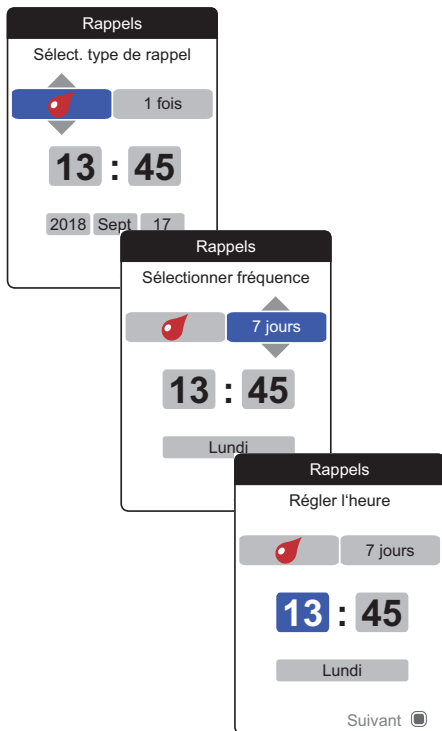 Rappels
Sélect. type de rappel
1 fois
13 : 45
2018 Sept 17
Rappels
Sélectionner fréquence
7 jours
13 : 45
Lundi
Rappels
Régler l‘heure
7 jours
13 : 45
Lundi
Suivant